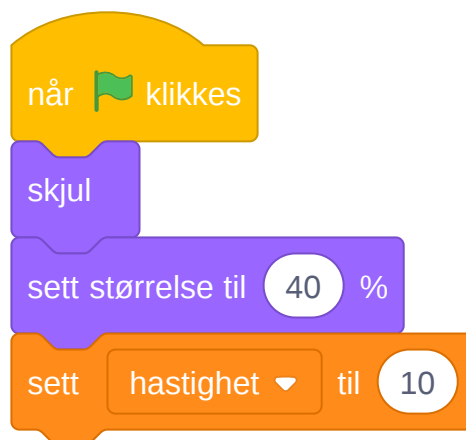 når klikkes
skjul
sett størrelse til 40 %
sett hastighet til 10